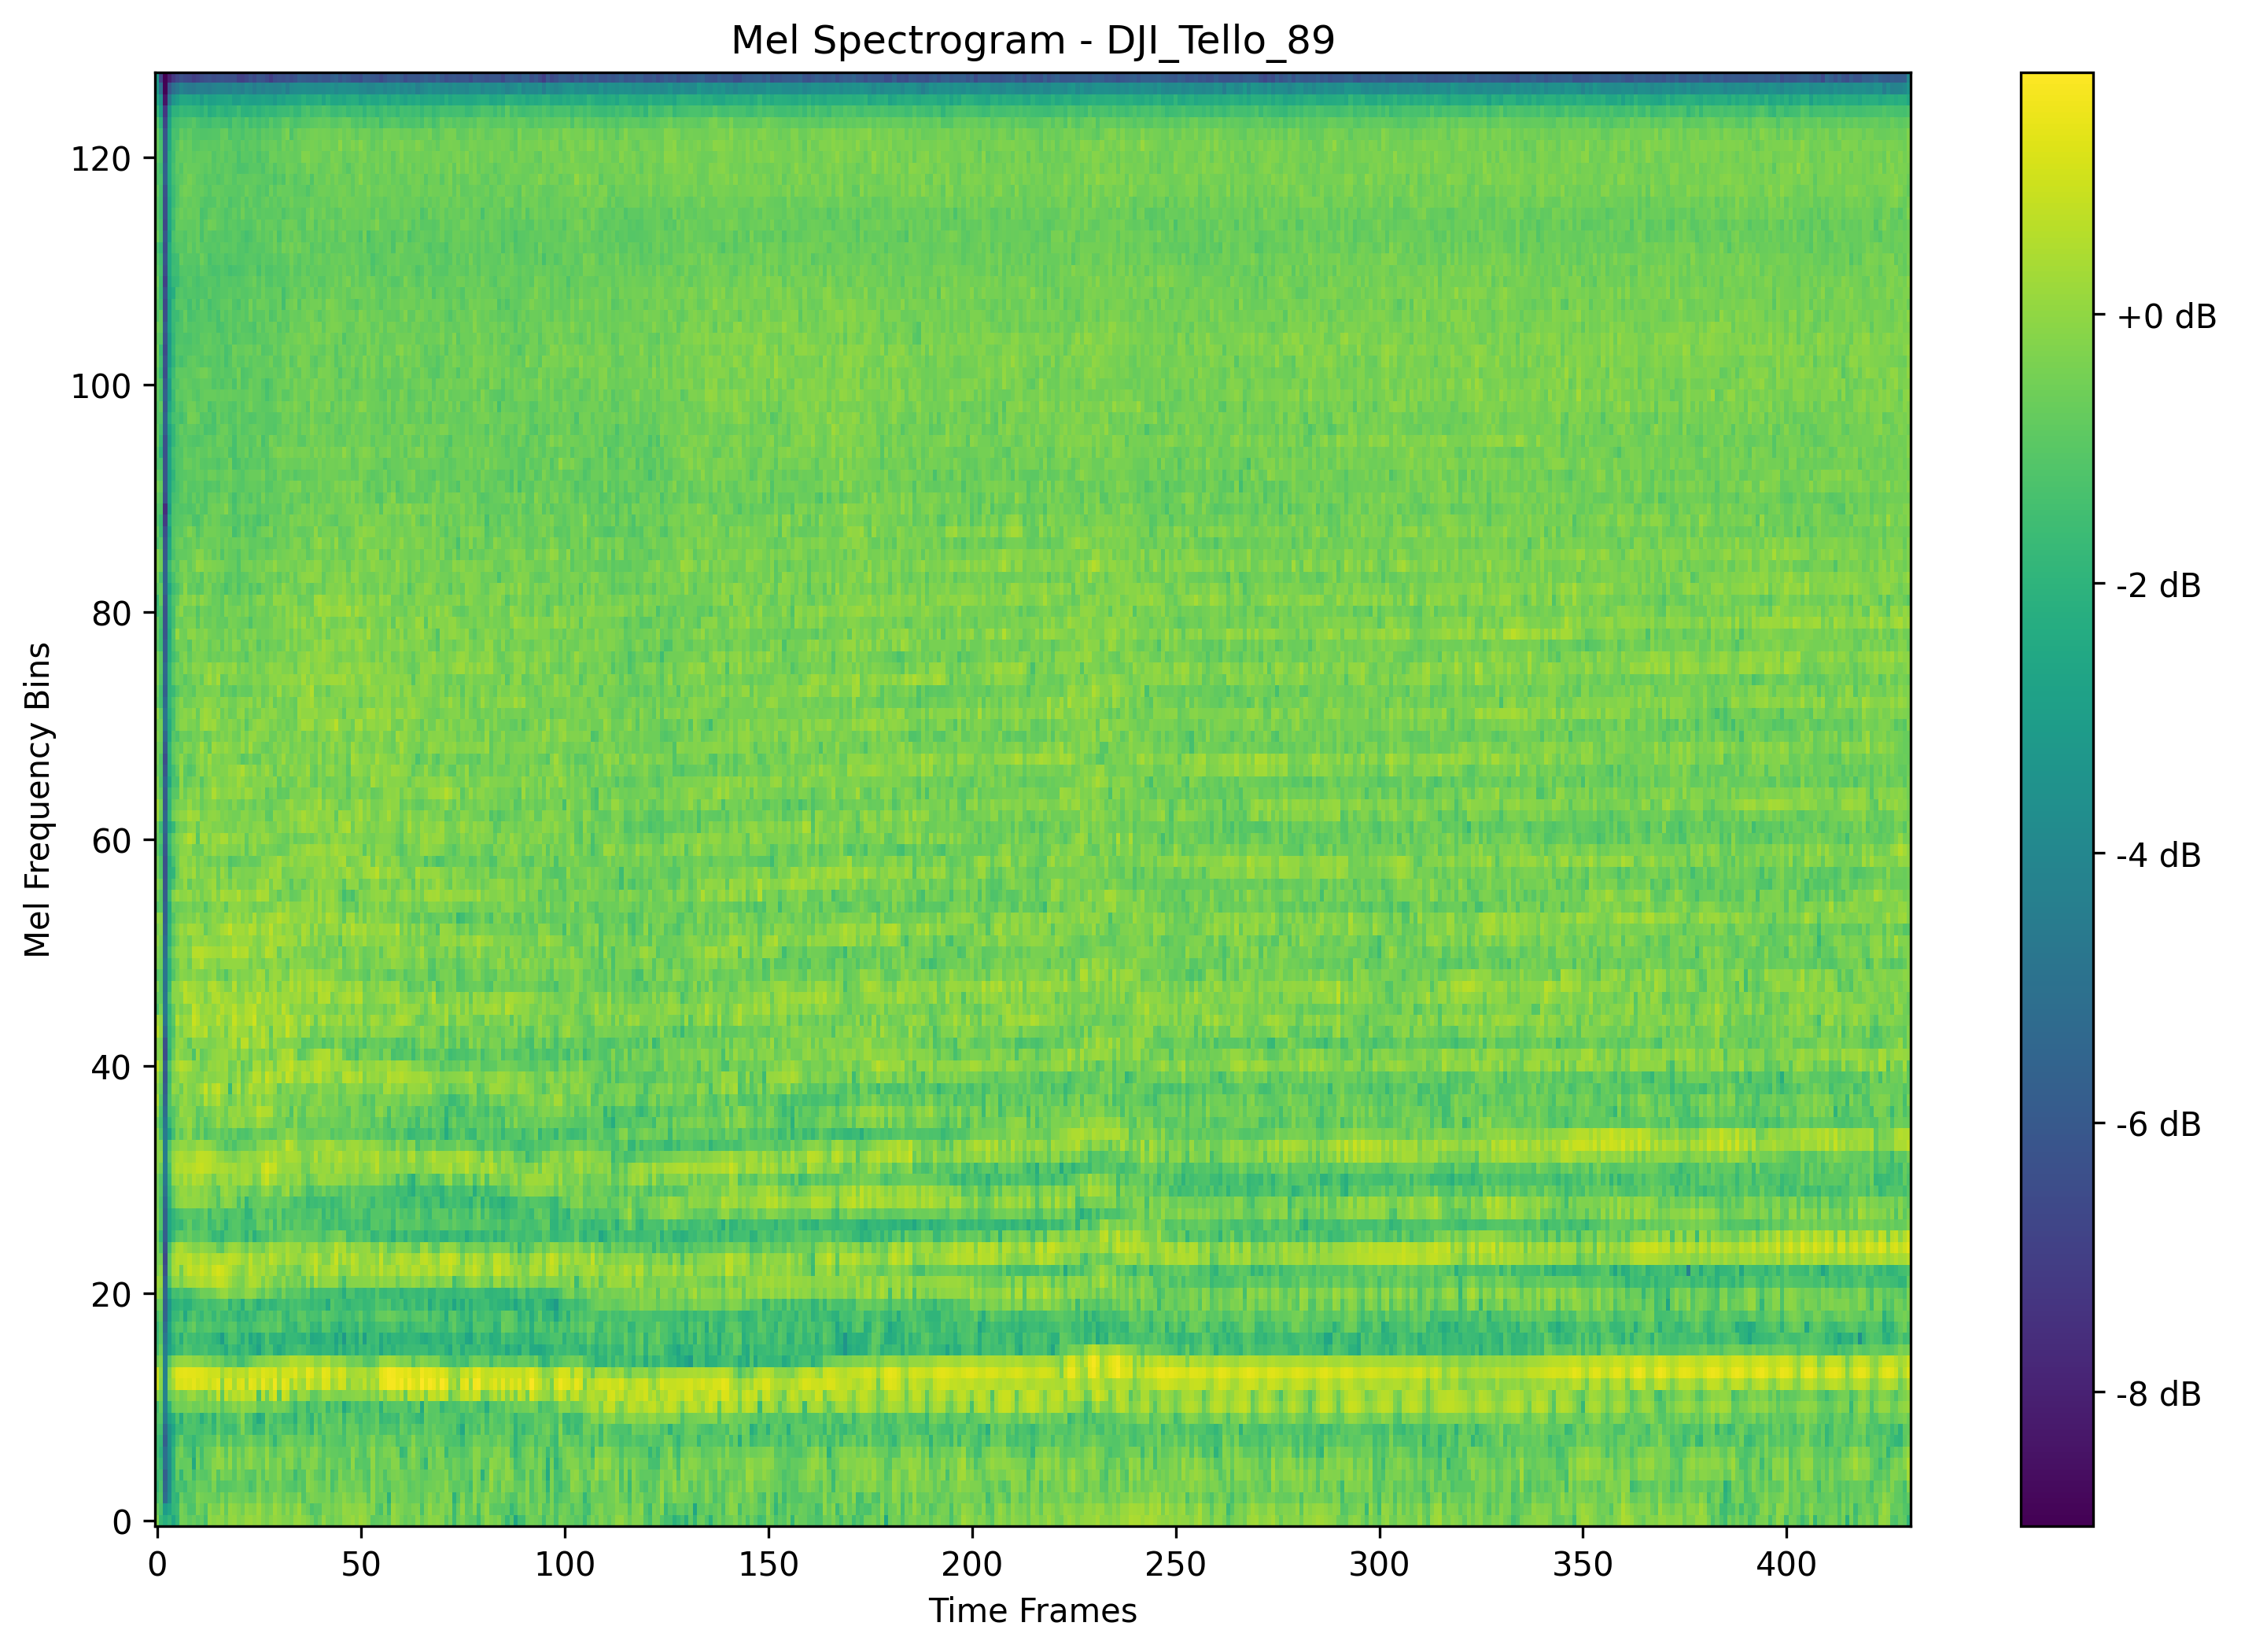 Mel Spectrogram - DJI_Tello_89
Mel Frequency Bins
120
100
80
60
40
20
0
0 50 100 150 200 250 300 350 400
Time Frames
+0 dB
-2 dB
-4 dB
-6 dB
-8 dB